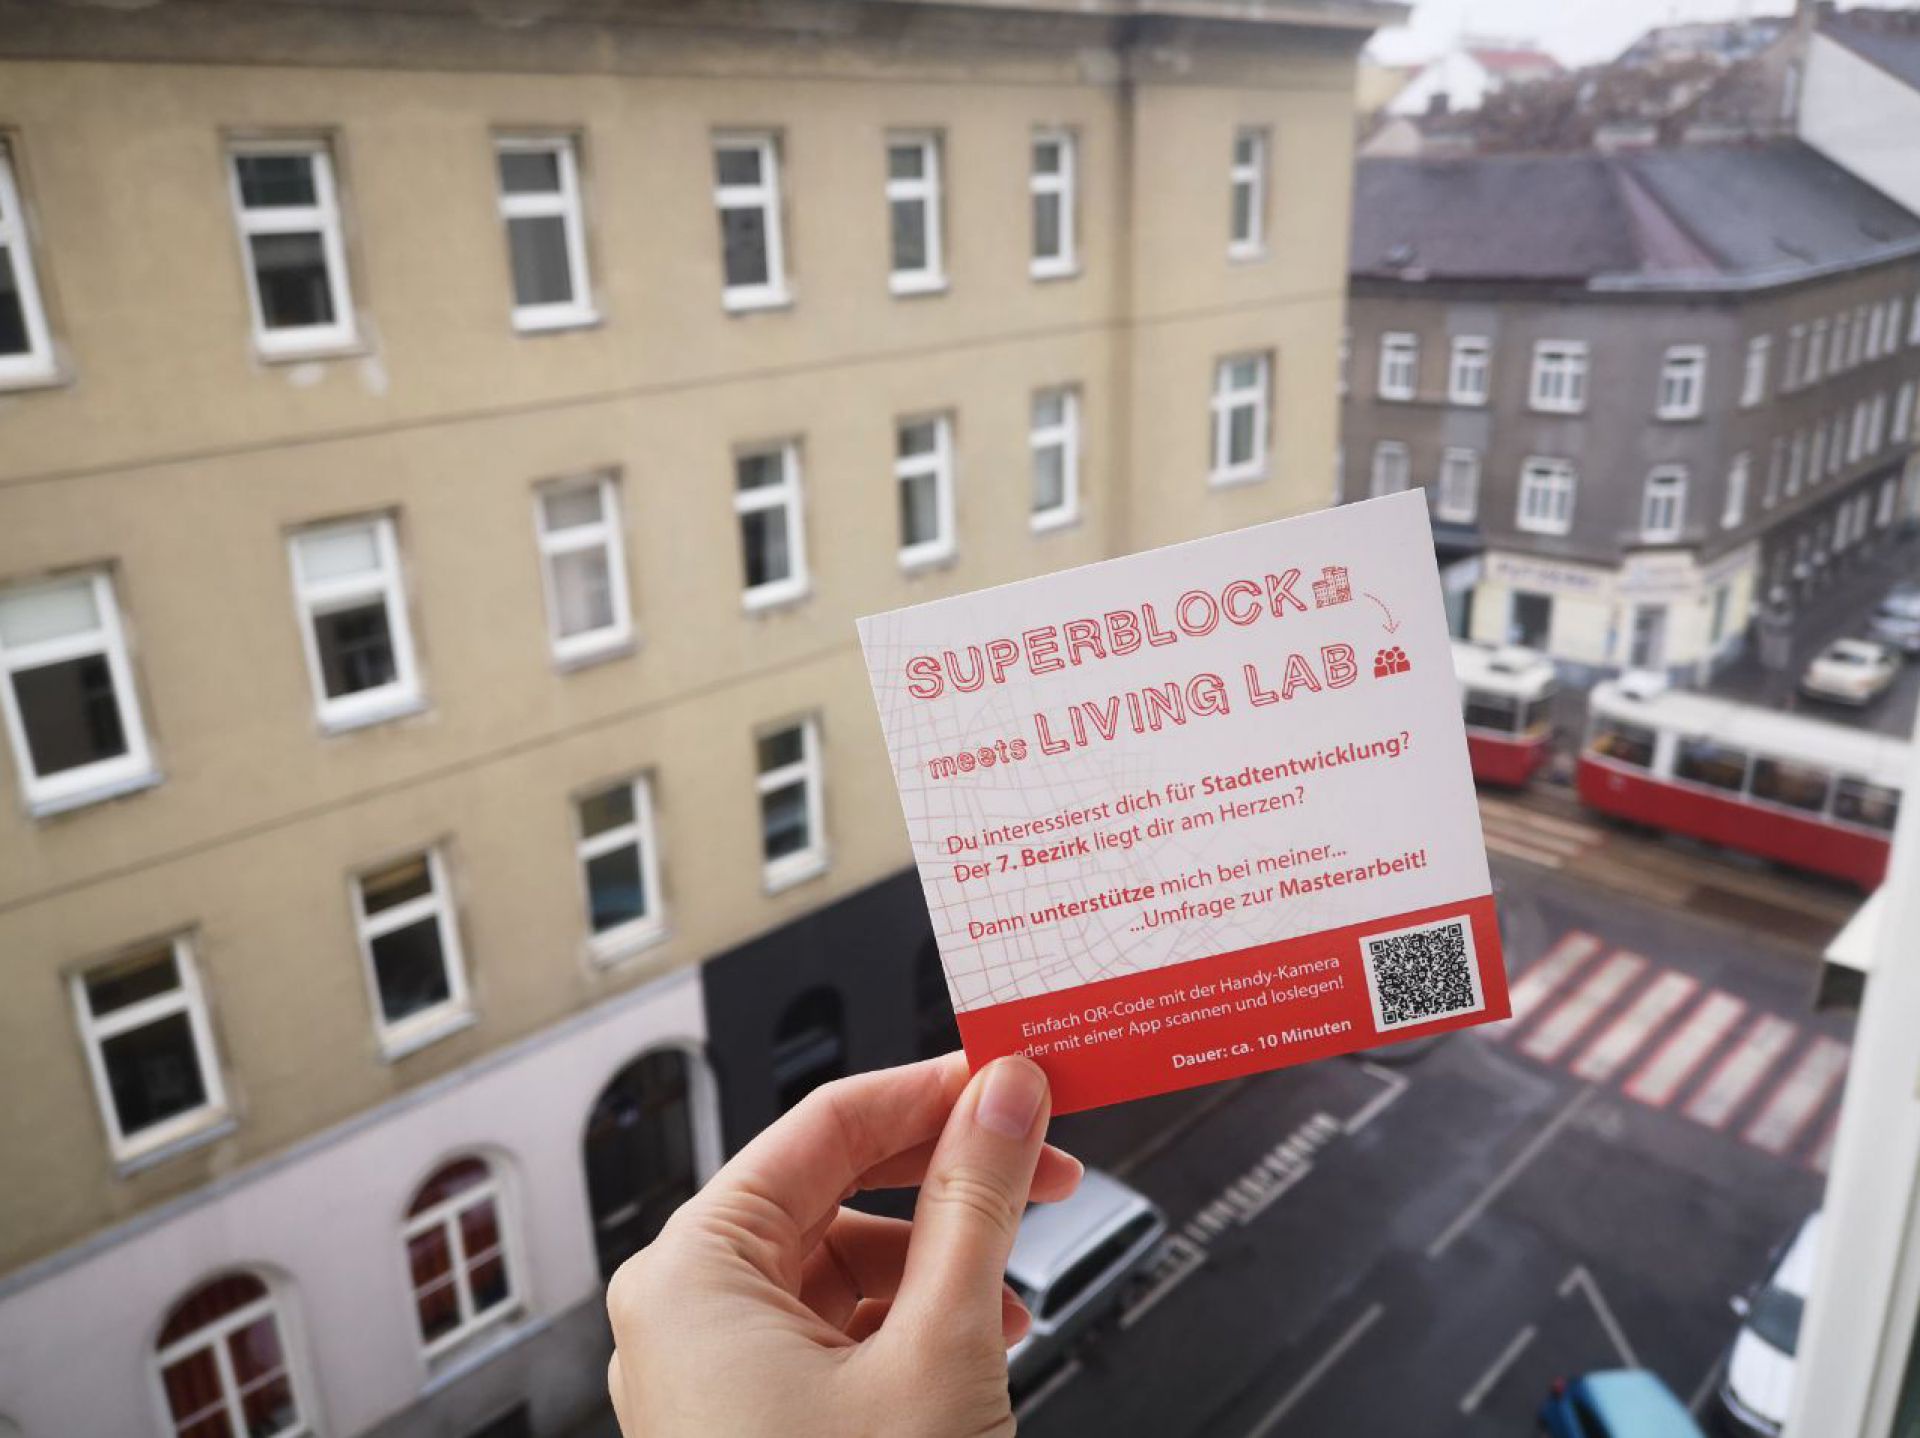 SUPERBLOCK
meets LIVING LAB
Du interessierst dich für Stadtentwicklung?
Der 7. Bezirk liegt dir am Herzen?
Dann unterstütze mich bei meiner...
...Umfrage zur Masterarbeit!
Einfach QR-Code mit der Handy-Kamera
oder mit einer App scannen und loslegen!
Dauer: ca. 10 Minuten